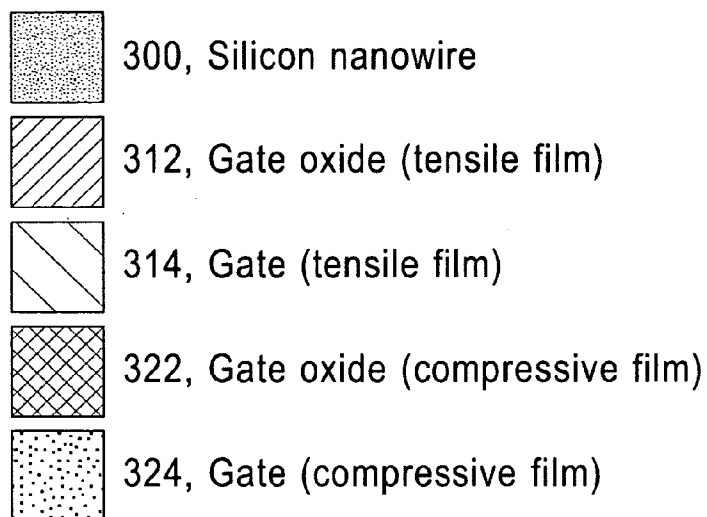 300, Silicon nanowire
312, Gate oxide (tensile film)
314, Gate (tensile film)
322, Gate oxide (compressive film)
324, Gate (compressive film)